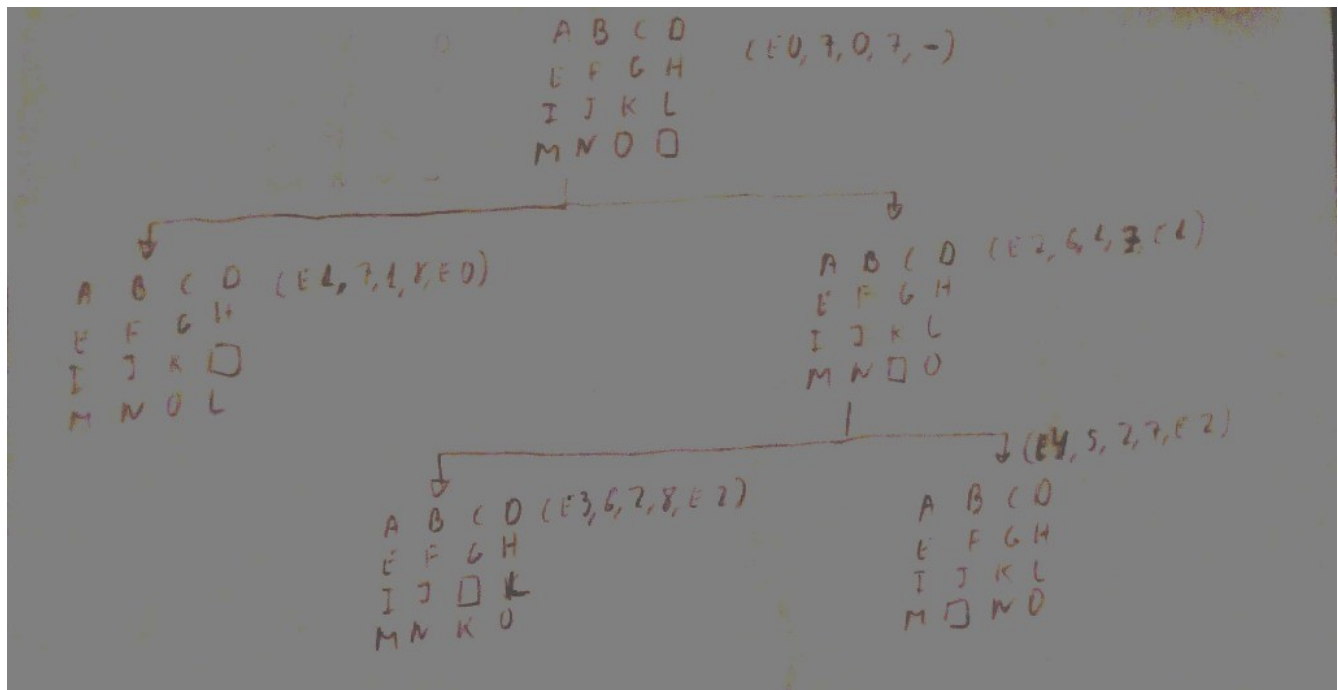 A B C D (E0, 7, 0, 7, -)
E F G H
I J K L
M N O □
A B C D (E1, 7, 1, 8, E0)
E F G H
I J K □
M N O L
A B C D (E2, 6, 1, 7, E1)
E F G H
I J K L
M N □ O
A B C D (E3, 6, 2, 8, E2)
E F G H
I J □ L
M N K O
(E4, 5, 2, 7, E2)
A B C D
E F G H
I J K L
M □ N O